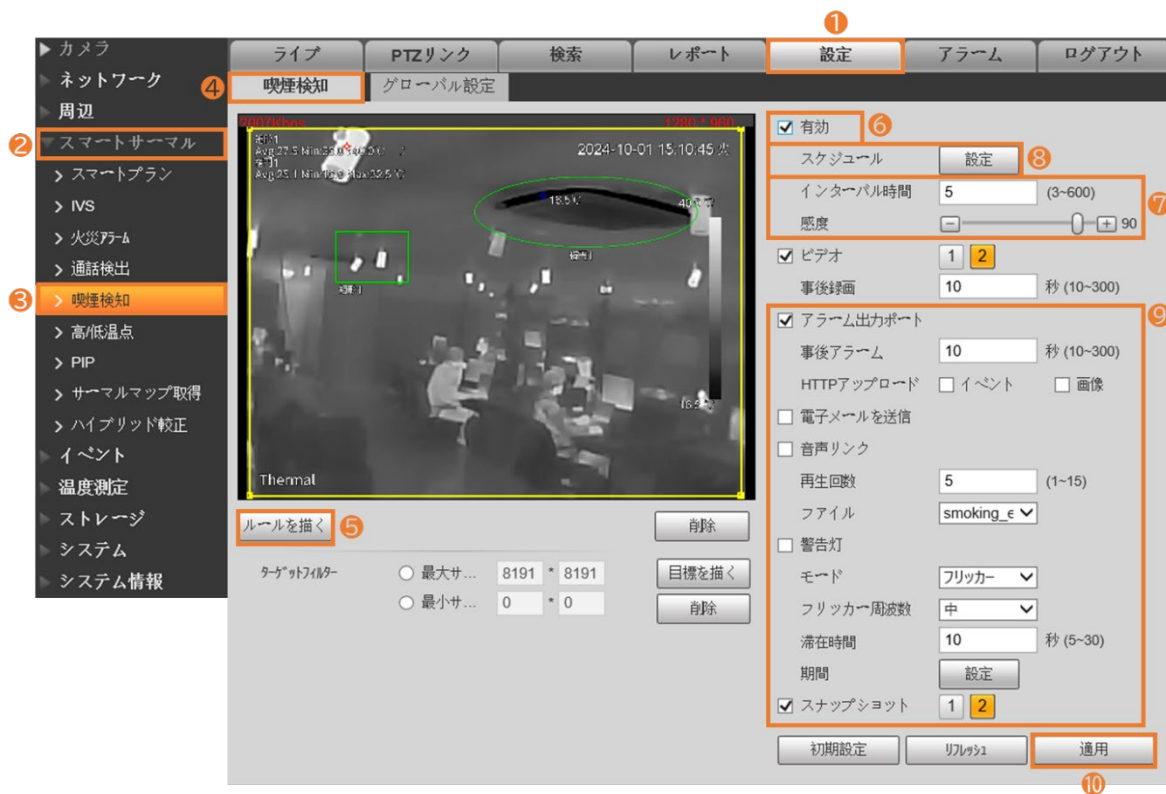 ❶
カメラ
ライブ
PTZリンク
検索
レポート
設定
アラーム
ログアウト
ネットワーク
❹
喫煙検知
グローバル設定
周辺
❷
スマートサーマル
スマートプラン
IVS
火災アラーム
通話検出
❸
喫煙検知
高/低温点
PIP
サーマルマップ取得
ハイブリッド較正
イベント
温度測定
ストレージ
システム
システム情報
1280 * 960
2024-10-01 15:10:45 火
18.5℃
Thermal
ルールを描く
❺
削除
ターゲットフィルター
最大サ...
8191 * 8191
目標を描く
最小サ...
0 * 0
削除
有効
❻
スケジュール
設定
❽
インターバル時間
5
(3~600)
❼
感度
90
ビデオ
1 2
事後録画
10
秒 (10~300)
❾
アラーム出力ポート
事後アラーム
10
秒 (10~300)
HTTPアップロード
イベント
画像
電子メールを送信
音声リンク
再生回数
5
(1~15)
ファイル
smoking_e
警告灯
モード
フリッカー
フリッカー周波数
中
滞在時間
10
秒 (5~30)
期間
設定
スナップショット
1 2
初期設定
リフレッシュ
適用
❿